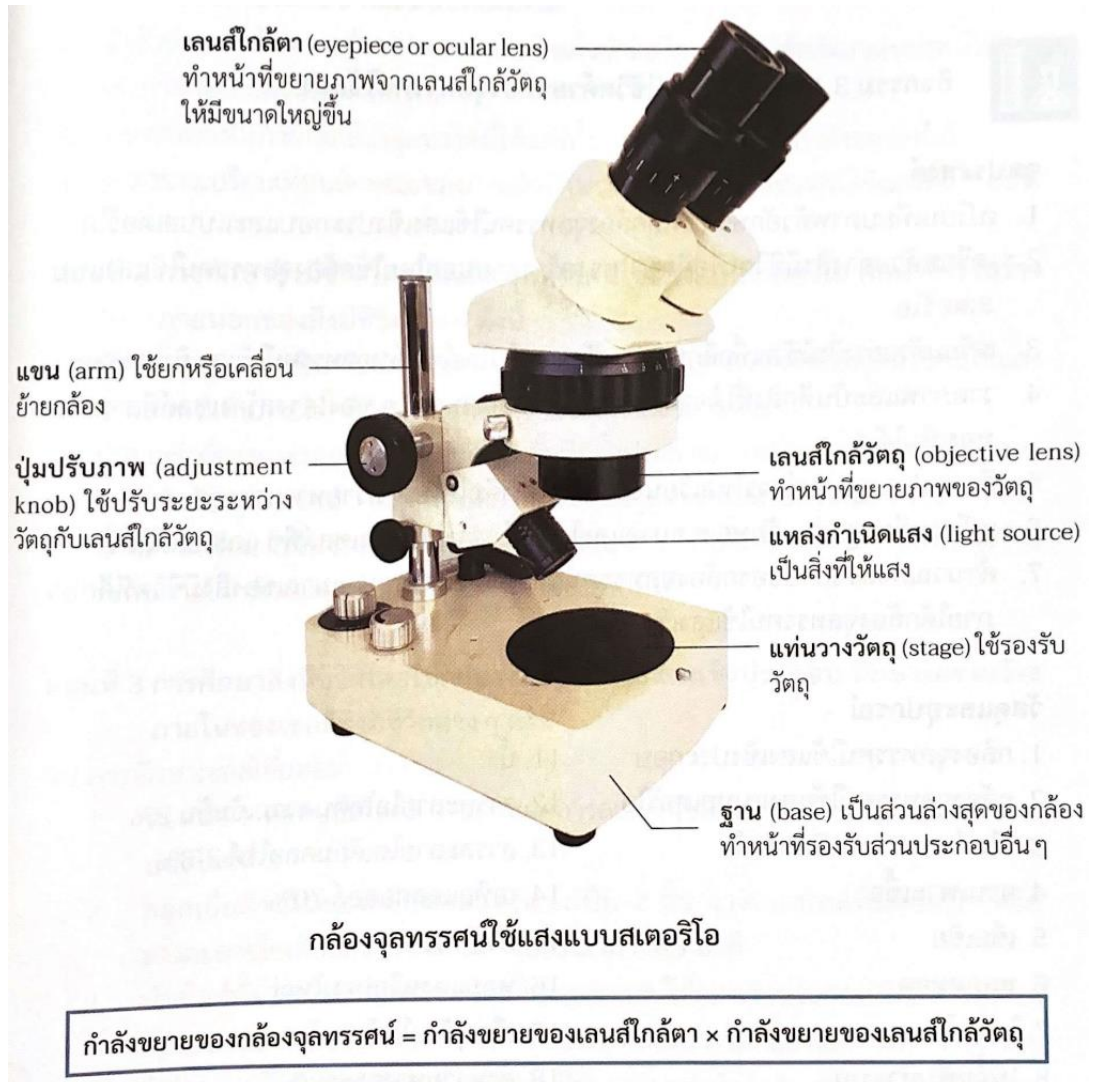 เลนส์ใกล้ตา (eyepiece or ocular lens)
ทำหน้าที่ขยายภาพจากเลนส์ใกล้วัตถุ
ให้มีขนาดใหญ่ขึ้น
แขน (arm) ใช้ยกหรือเคลื่อน
ย้ายกล้อง
ปุ่มปรับภาพ (adjustment
knob) ใช้ปรับระยะระหว่าง
วัตถุกับเลนส์ใกล้วัตถุ
เลนส์ใกล้วัตถุ (objective lens)
ทำหน้าที่ขยายภาพของวัตถุ
แหล่งกำเนิดแสง (light source)
เป็นสิ่งที่ให้แสง
แท่นวางวัตถุ (stage) ใช้รองรับ
วัตถุ
ฐาน (base) เป็นส่วนล่างสุดของกล้อง
ทำหน้าที่รองรับส่วนประกอบอื่น ๆ
กล้องจุลทรรศน์ใช้แสงแบบสเตอริโอ
กำลังขยายของกล้องจุลทรรศน์ = กำลังขยายของเลนส์ใกล้ตา × กำลังขยายของเลนส์ใกล้วัตถุ